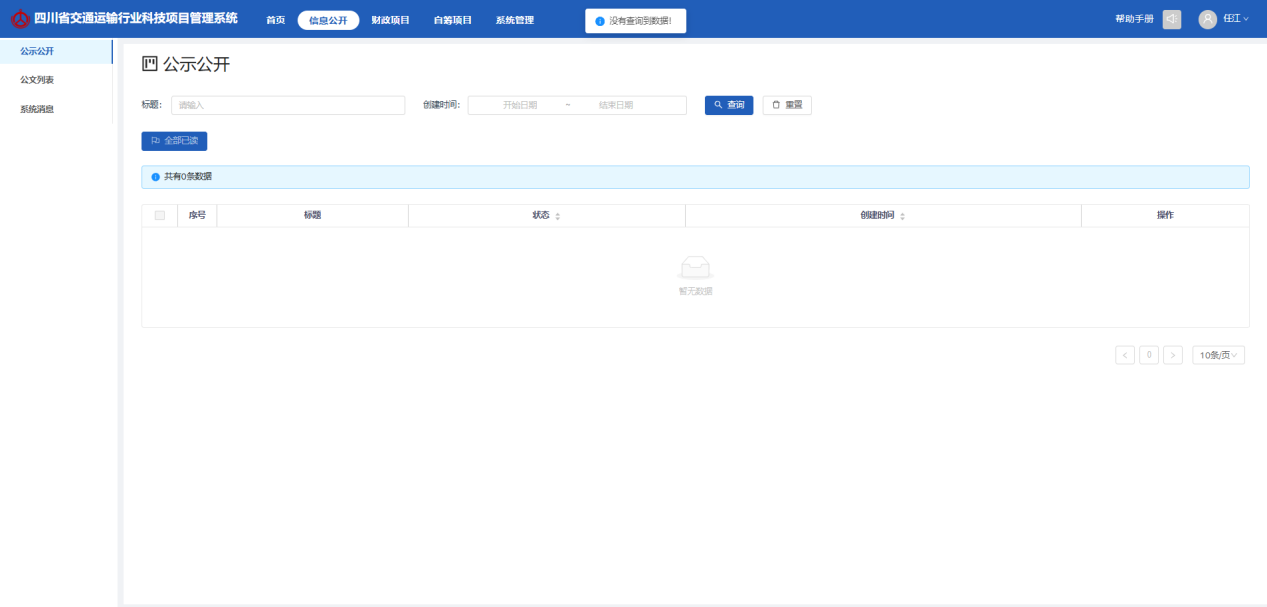 四川省交通运输行业科技项目管理系统 首页 信息公开 财政项目 自筹项目 系统管理 没有查询到数据! 帮助手册 任江
公示公开
公文列表
系统消息
公示公开
标题: 请输入 创建时间: 开始日期 ~ 结束日期 查询 重置
全部已读
共有0条数据
序号 标题 状态 创建时间 操作
暂无数据
< 0 > 10条/页